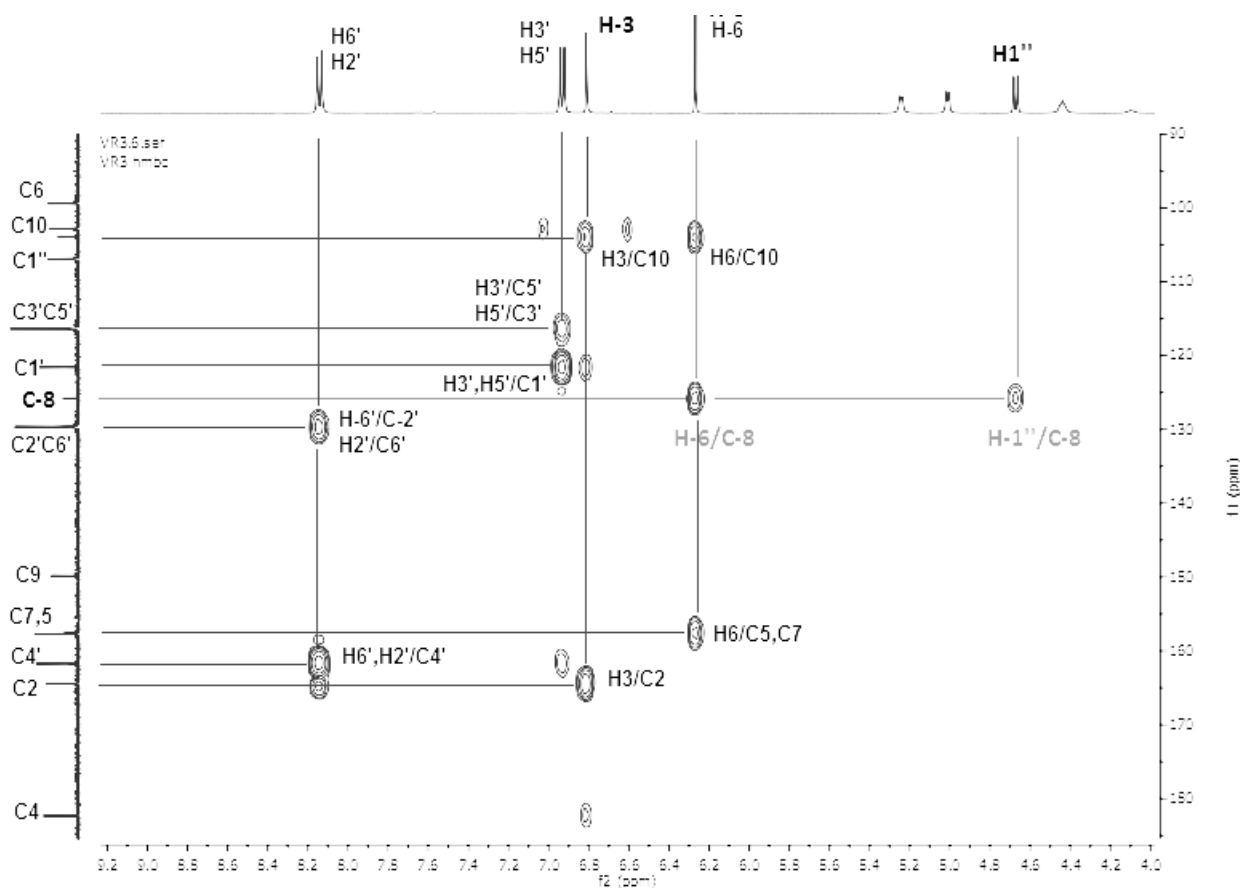 H6'
H2'
H3'
H5'
H-3
H-6
H1''
VR3.6.ser
VR3 hmbc
C6
C10
C1''
C3'C5'
C1'
C-8
C2'C6'
C9
C7,5
C4'
C2
C4
H3/C10
H6/C10
H3'/C5'
H5'/C3'
H3',H5'/C1'
H-6'/C-2'
H2'/C6'
H-6/C-8
H-1''/C-8
H6/C5,C7
H6',H2'/C4'
H3/C2
90
100
110
120
130
140
150
160
170
180
f1 (ppm)
9.2 9.0 8.8 8.6 8.4 8.2 8.0 7.8 7.6 7.4 7.2 7.0 6.8 6.6 6.4 6.2 6.0 5.8 5.6 5.4 5.2 5.0 4.8 4.6 4.4 4.2 4.0
f2 (ppm)